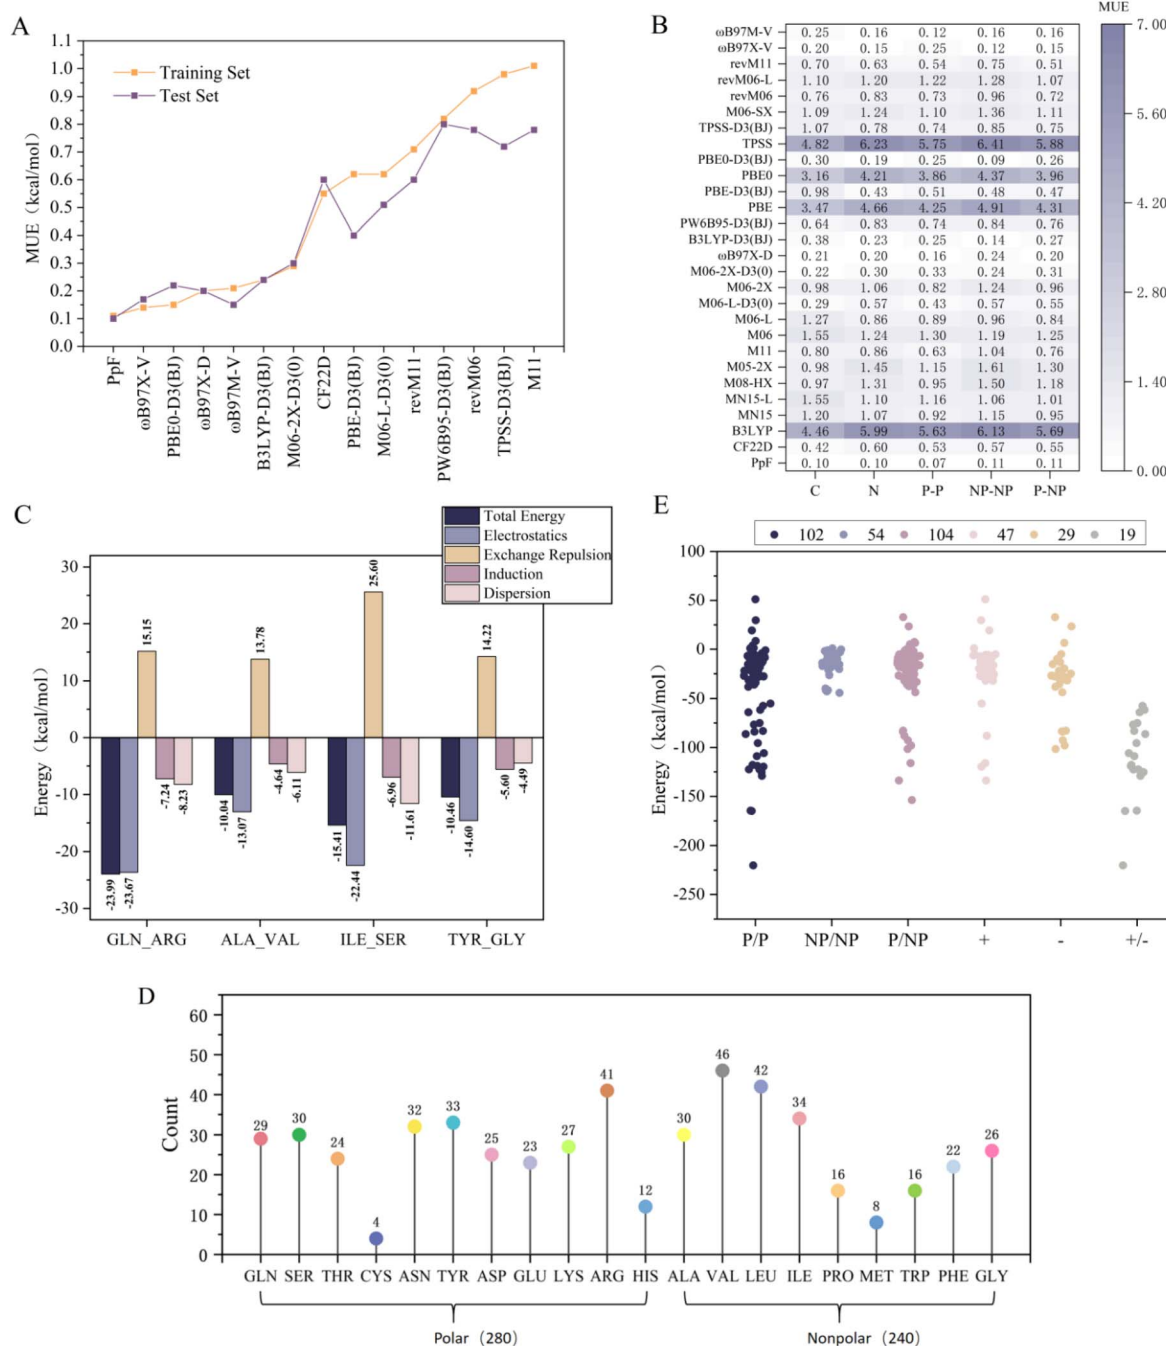 A
MUE (kcal/mol)
1.1
1.0
0.9
0.8
0.7
0.6
0.5
0.4
0.3
0.2
0.1
0.0
Training Set
Test Set
PpF
ωB97X-V
PBE0-D3(BJ)
ωB97X-D
ωB97M-V
B3LYP-D3(BJ)
M06-2X-D3(0)
CF22D
PBE-D3(BJ)
M06-L-D3(0)
revM11
PW6B95-D3(BJ)
revM06
TPSS-D3(BJ)
M11
B
MUE
ωB97M-V 0.25 0.16 0.12 0.16 0.16
ωB97X-V 0.20 0.15 0.25 0.12 0.15
revM11 0.70 0.63 0.54 0.75 0.51
revM06-L 1.10 1.20 1.22 1.28 1.07
revM06 0.76 0.83 0.73 0.96 0.72
M06-SX 1.09 1.24 1.10 1.36 1.11
TPSS-D3(BJ) 1.07 0.78 0.74 0.85 0.75
TPSS 4.82 6.23 5.75 6.41 5.88
PBE0-D3(BJ) 0.30 0.19 0.25 0.09 0.26
PBE0 3.16 4.21 3.86 4.37 3.96
PBE-D3(BJ) 0.98 0.43 0.51 0.48 0.47
PBE 3.47 4.66 4.25 4.91 4.31
PW6B95-D3(BJ) 0.64 0.83 0.74 0.84 0.76
B3LYP-D3(BJ) 0.38 0.23 0.25 0.14 0.27
ωB97X-D 0.21 0.20 0.16 0.24 0.20
M06-2X-D3(0) 0.22 0.30 0.33 0.24 0.31
M06-2X 0.98 1.06 0.82 1.24 0.96
M06-L-D3(0) 0.29 0.57 0.43 0.57 0.55
M06-L 1.27 0.86 0.89 0.96 0.84
M06 1.55 1.24 1.30 1.19 1.25
M11 0.80 0.86 0.63 1.04 0.76
M05-2X 0.98 1.45 1.15 1.61 1.30
M08-HX 0.97 1.31 0.95 1.50 1.18
MN15-L 1.55 1.10 1.16 1.06 1.01
MN15 1.20 1.07 0.92 1.15 0.95
B3LYP 4.46 5.99 5.63 6.13 5.69
CF22D 0.42 0.60 0.53 0.57 0.55
PpF 0.10 0.10 0.07 0.11 0.11
C N P-P NP-NP P-NP
7.00
5.60
4.20
2.80
1.40
0.00
C
Total Energy
Electrostatics
Exchange Repulsion
Induction
Dispersion
Energy (kcal/mol)
30
20
10
0
-10
-20
-30
-23.99 -23.67 15.15 -7.24 -8.23
-10.04 -13.07 13.78 -4.64 -6.11
-15.41 -22.44 25.60 -6.96 -11.61
-10.46 -14.60 14.22 -5.60 -4.49
GLN_ARG ALA_VAL ILE_SER TYR_GLY
E
102 54 104 47 29 19
Energy (kcal/mol)
100
50
0
-50
-100
-150
-200
-250
P/P NP/NP P/NP + - +/-
D
Count
60
50
40
30
20
10
0
29 30 24 4 32 33 25 23 27 41 12 30 46 42 34 16 8 16 22 26
GLN SER THR CYS ASN TYR ASP GLU LYS ARG HIS ALA VAL LEU ILE PRO MET TRP PHE GLY
Polar (280) Nonpolar (240)